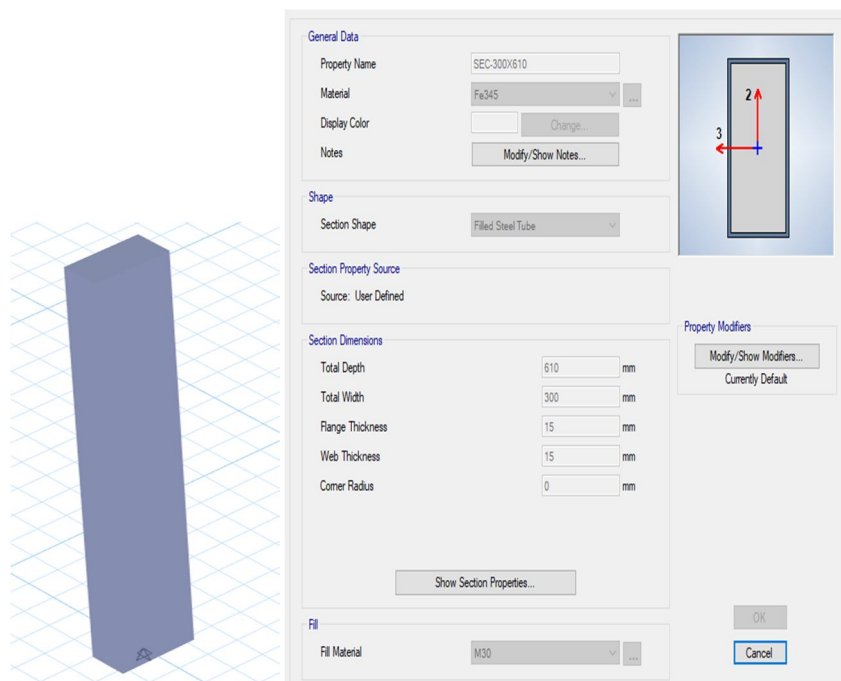 General Data
Property Name SEC-300X610
Material Fe345 ...
Display Color Change...
Notes Modify/Show Notes...
2
3
Shape
Section Shape Filled Steel Tube
Section Property Source
Source: User Defined
Property Modifiers
Modify/Show Modifiers...
Currently Default
Section Dimensions
Total Depth 610 mm
Total Width 300 mm
Flange Thickness 15 mm
Web Thickness 15 mm
Corner Radius 0 mm
Show Section Properties...
Fill
Fill Material M30 ...
OK
Cancel